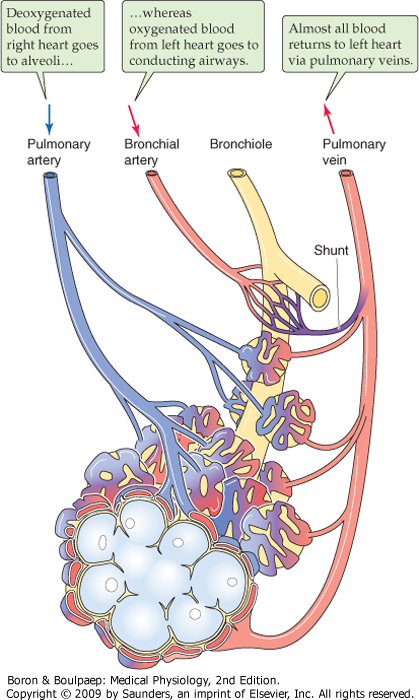 Deoxygenated
blood from
right heart goes
to alveoli…
…whereas
oxygenated blood
from left heart goes to
conducting airways.
Almost all blood
returns to left heart
via pulmonary veins.
Pulmonary
artery
Bronchial
artery
Bronchiole
Pulmonary
vein
Shunt
Boron & Boulpaep: Medical Physiology, 2nd Edition.
Copyright © 2009 by Saunders, an imprint of Elsevier, Inc. All rights reserved.